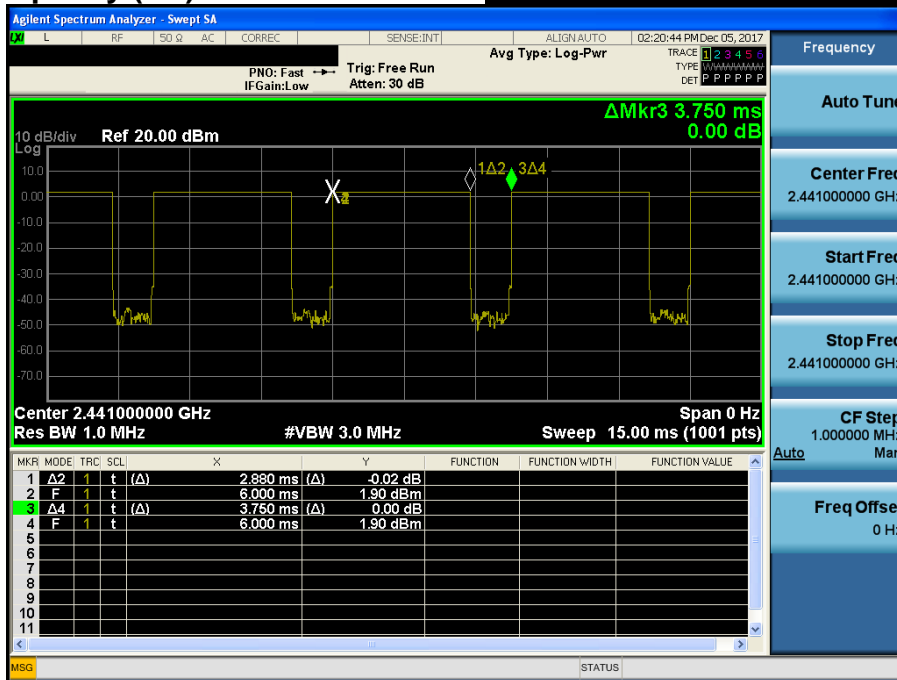 Agilent Spectrum Analyzer - Swept SA
LXI L RF 50 Ω AC CORREC SENSE:INT ALIGN AUTO 02:20:44 PM Dec 05, 2017
Avg Type: Log-Pwr TRACE 1 2 3 4 5 6
PNO: Fast Trig: Free Run TYPE
IFGain:Low Atten: 30 dB DET P P P P P
Frequency
ΔMkr3 3.750 ms
0.00 dB
10 dB/div Ref 20.00 dBm
Log
10.0
0.00
-10.0
-20.0
-30.0
-40.0
-50.0
-60.0
-70.0
1Δ2 3Δ4
Center 2.441000000 GHz Span 0 Hz
Res BW 1.0 MHz #VBW 3.0 MHz Sweep 15.00 ms (1001 pts)
MKR MODE TRC SCL X Y FUNCTION FUNCTION WIDTH FUNCTION VALUE
1 Δ2 1 t (Δ) 2.880 ms (Δ) -0.02 dB
2 F 1 t 6.000 ms 1.90 dBm
3 Δ4 1 t (Δ) 3.750 ms (Δ) 0.00 dB
4 F 1 t 6.000 ms 1.90 dBm
5
6
7
8
9
10
11
MSG STATUS
Auto Tune
Center Freq
2.441000000 GHz
Start Freq
2.441000000 GHz
Stop Freq
2.441000000 GHz
CF Step
1.000000 MHz
Auto Man
Freq Offset
0 Hz